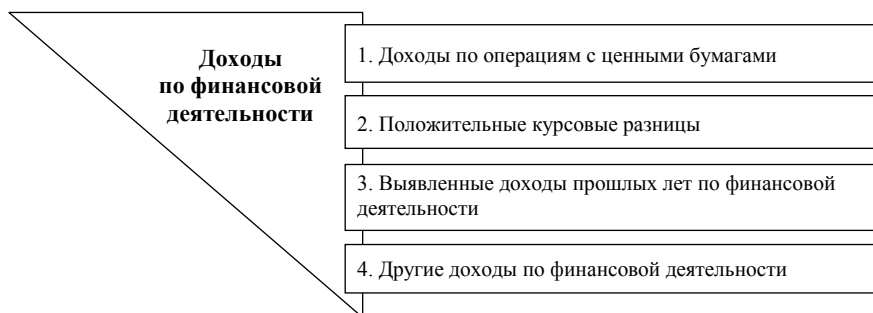 Доходы
по финансовой
деятельности
1. Доходы по операциям с ценными бумагами
2. Положительные курсовые разницы
3. Выявленные доходы прошлых лет по финансовой
деятельности
4. Другие доходы по финансовой деятельности